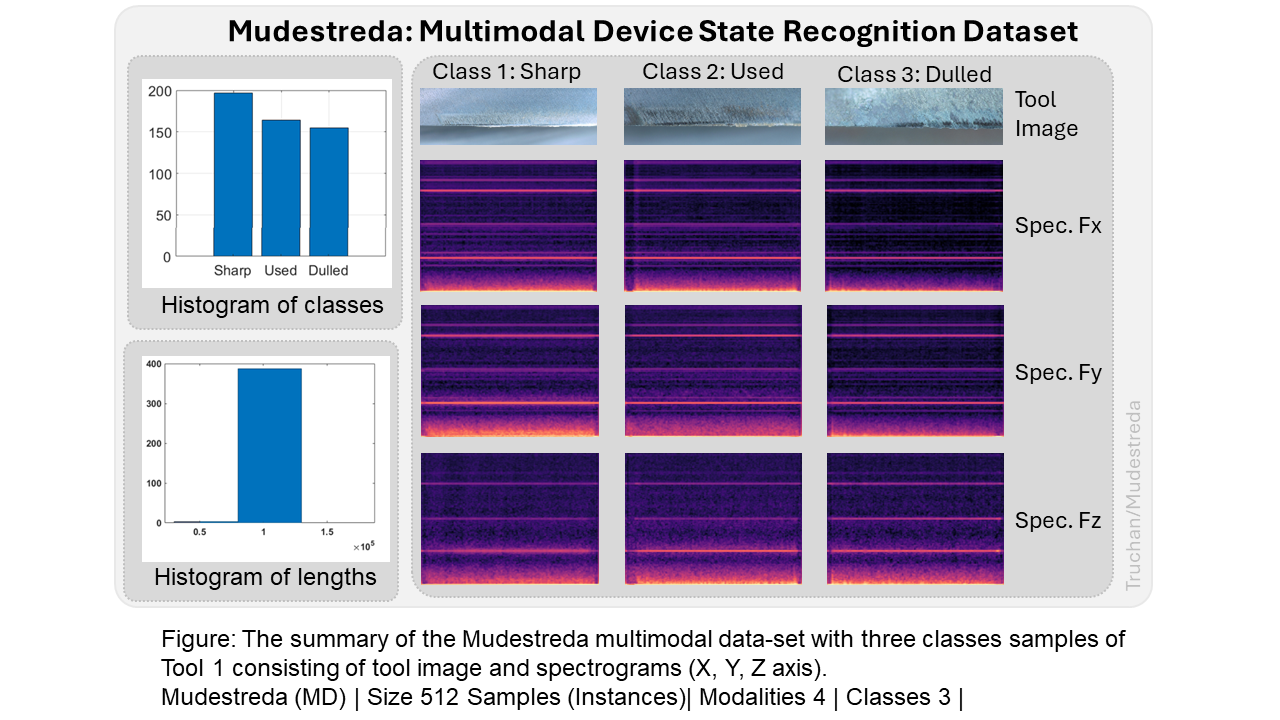 Mudestreda: Multimodal Device State Recognition Dataset
200
150
100
50
0
Sharp Used Dulled
Histogram of classes
400
300
200
100
0
0.5 1 1.5
×10⁵
Histogram of lengths
Class 1: Sharp Class 2: Used Class 3: Dulled
Tool
Image
Spec. Fx
Spec. Fy
Spec. Fz
Truchan/Mudestreda
Figure: The summary of the Mudestreda multimodal data-set with three classes samples of
Tool 1 consisting of tool image and spectrograms (X, Y, Z axis).
Mudestreda (MD) | Size 512 Samples (Instances)| Modalities 4 | Classes 3 |